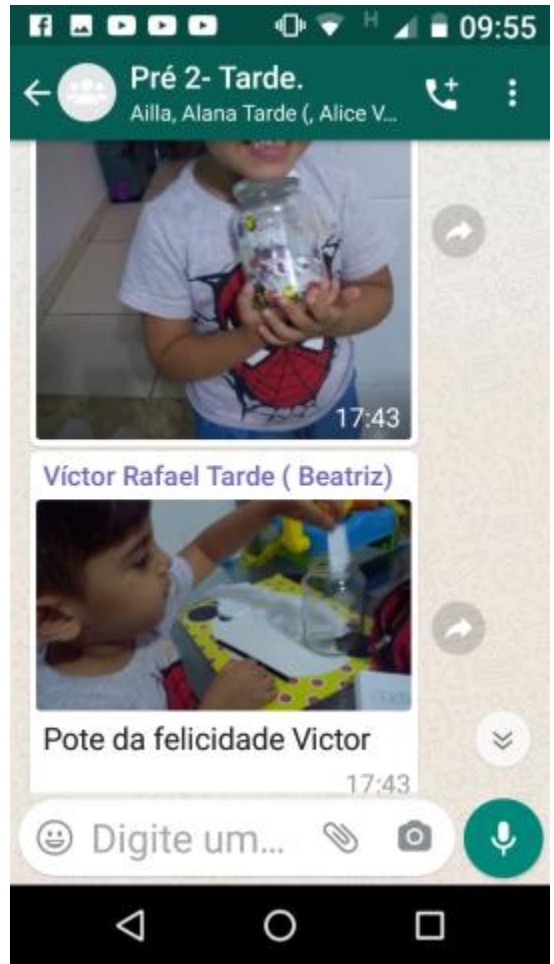 H 09:55
Pré 2- Tarde.
Ailla, Alana Tarde (, Alice V...
17:43
Víctor Rafael Tarde ( Beatriz)
Pote da felicidade Victor
17:43
Digite um...